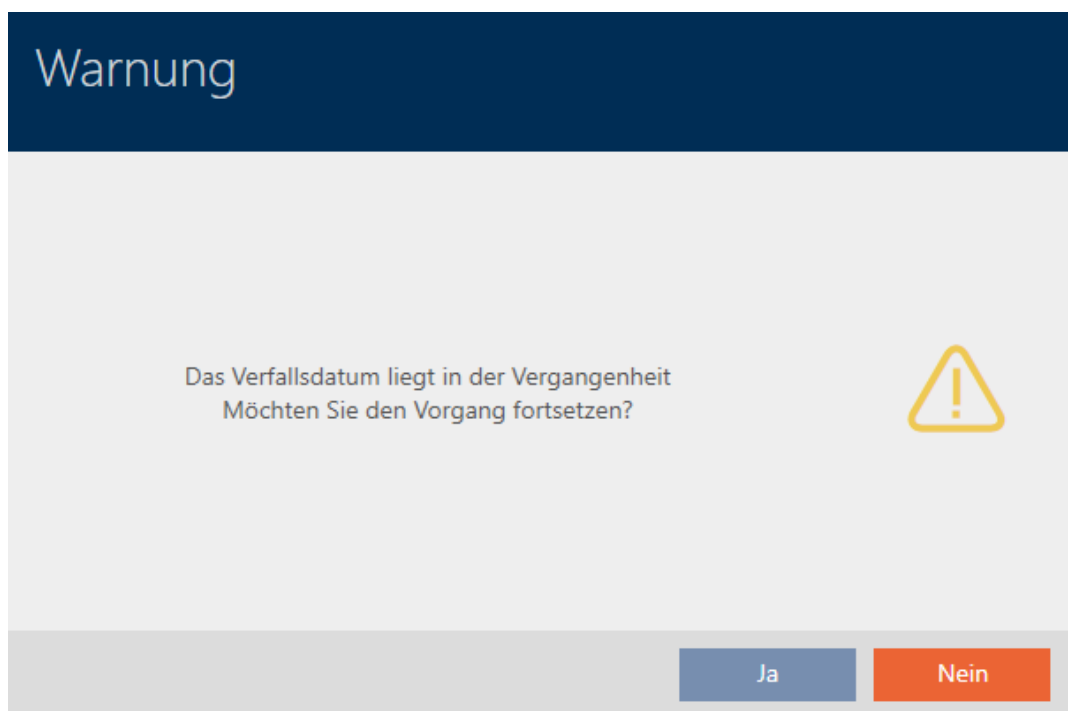 Warnung
Das Verfallsdatum liegt in der Vergangenheit
Möchten Sie den Vorgang fortsetzen?
Ja
Nein